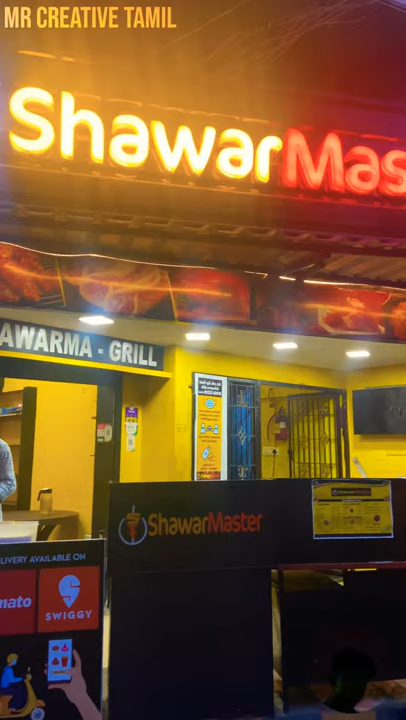 MR CREATIVE TAMIL
ShawarMas
AWARMA - GRILL
ShawarMaster
LIVERY AVAILABLE ON
mato
SWIGGY